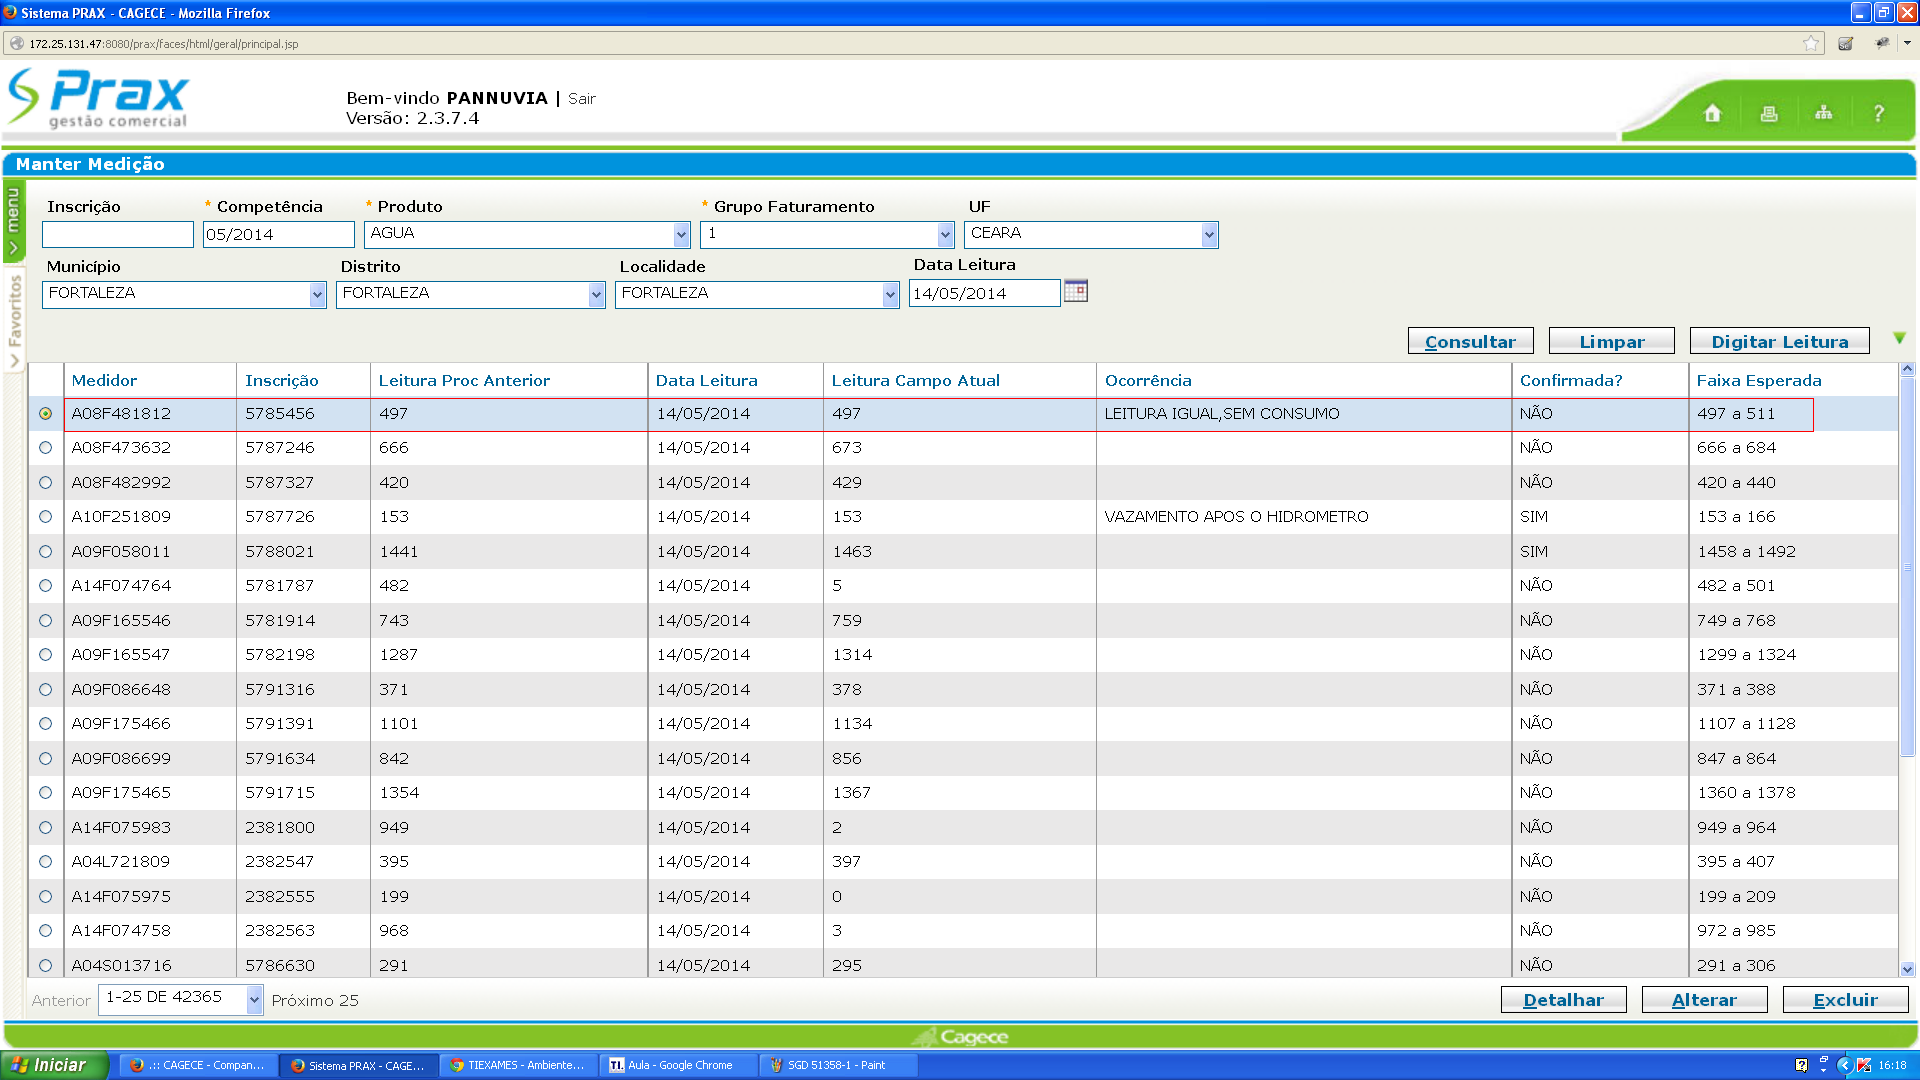 Sistema PRAX - CAGECE - Mozilla Firefox
172.25.131.47:8080/prax/faces/html/geral/principal.jsp
Prax
gestão comercial
Bem-vindo PANNUVIA | Sair
Versão: 2.3.7.4
?
Manter Medição
menu
Favoritos
Inscrição * Competência * Produto * Grupo Faturamento UF
05/2014 AGUA 1 CEARA
Município Distrito Localidade Data Leitura
FORTALEZA FORTALEZA FORTALEZA 14/05/2014
Consultar Limpar Digitar Leitura
Medidor Inscrição Leitura Proc Anterior Data Leitura Leitura Campo Atual Ocorrência Confirmada? Faixa Esperada
A08F481812 5785456 497 14/05/2014 497 LEITURA IGUAL,SEM CONSUMO NÃO 497 a 511
A08F473632 5787246 666 14/05/2014 673 NÃO 666 a 684
A08F482992 5787327 420 14/05/2014 429 NÃO 420 a 440
A10F251809 5787726 153 14/05/2014 153 VAZAMENTO APOS O HIDROMETRO SIM 153 a 166
A09F058011 5788021 1441 14/05/2014 1463 SIM 1458 a 1492
A14F074764 5781787 482 14/05/2014 5 NÃO 482 a 501
A09F165546 5781914 743 14/05/2014 759 NÃO 749 a 768
A09F165547 5782198 1287 14/05/2014 1314 NÃO 1299 a 1324
A09F086648 5791316 371 14/05/2014 378 NÃO 371 a 388
A09F175466 5791391 1101 14/05/2014 1134 NÃO 1107 a 1128
A09F086699 5791634 842 14/05/2014 856 NÃO 847 a 864
A09F175465 5791715 1354 14/05/2014 1367 NÃO 1360 a 1378
A14F075983 2381800 949 14/05/2014 2 NÃO 949 a 964
A04L721809 2382547 395 14/05/2014 397 NÃO 395 a 407
A14F075975 2382555 199 14/05/2014 0 NÃO 199 a 209
A14F074758 2382563 968 14/05/2014 3 NÃO 972 a 985
A04S013716 5786630 291 14/05/2014 295 NÃO 291 a 306
Anterior 1-25 DE 42365 Próximo 25 Detalhar Alterar Excluir
Cagece
Iniciar .:: CAGECE - Compan... Sistema PRAX - CAGE... TIEXAMES - Ambiente... TI. Aula - Google Chrome SGD 51358-1 - Paint ? 16:18